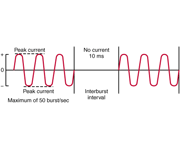 Peak current
No current
10 ms
+
0
Peak current
Maximum of 50 burst/sec
Interburst
interval